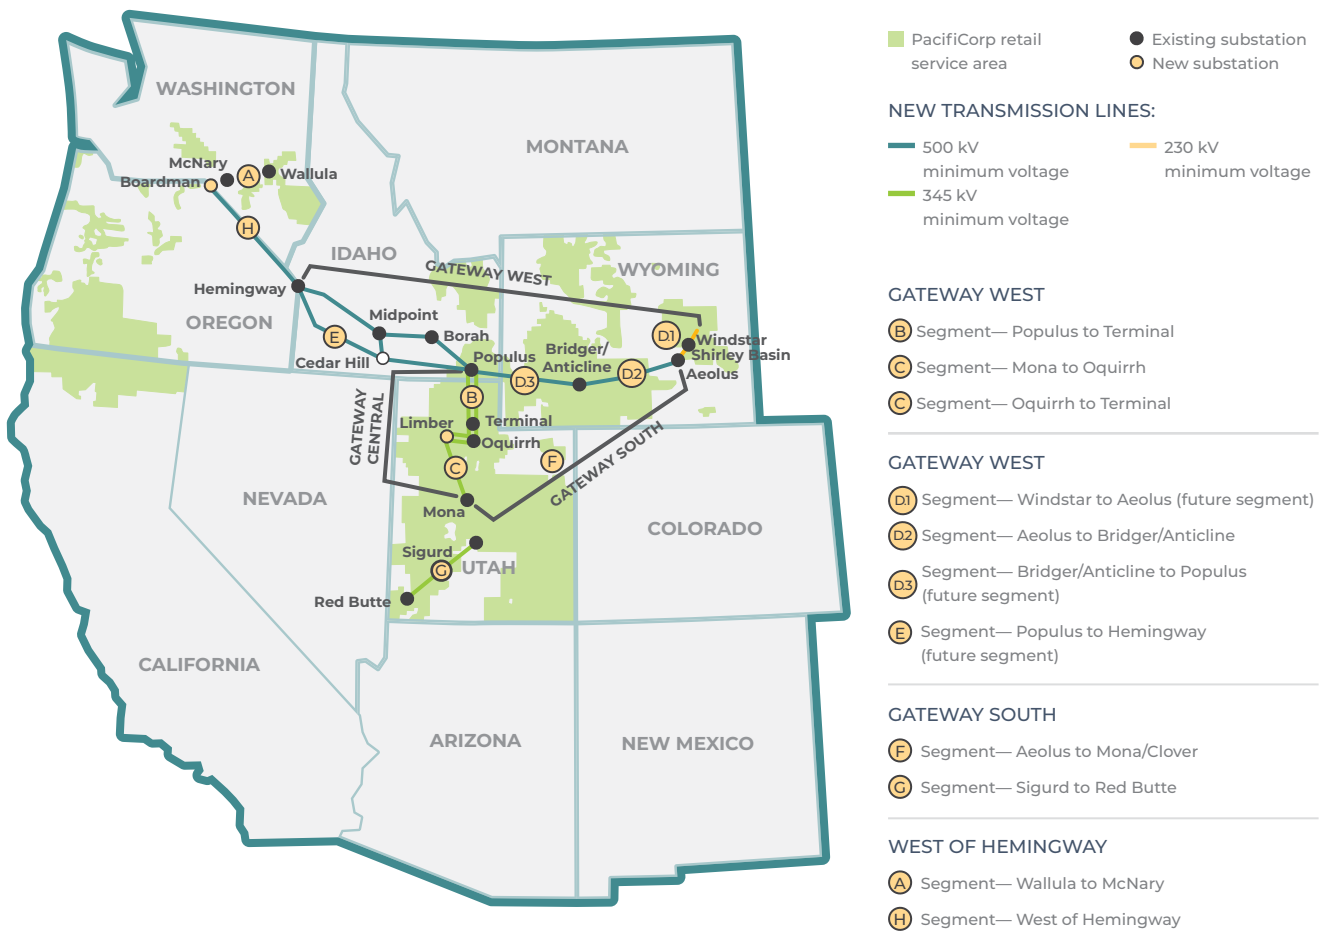 WASHINGTON
MONTANA
McNary
A
Wallula
Boardman
H
IDAHO
GATEWAY WEST
WYOMING
Hemingway
OREGON
Midpoint
E
Borah
D.1
Windstar
Cedar Hill
Populus
Bridger/
Anticline
Shirley Basin
D.3
D.2
Aeolus
B
GATEWAY
CENTRAL
Limber
Terminal
Oquirrh
C
F
GATEWAY SOUTH
NEVADA
Mona
COLORADO
Sigurd
G
UTAH
Red Butte
CALIFORNIA
ARIZONA
NEW MEXICO
PacifiCorp retail
service area
Existing substation
New substation
NEW TRANSMISSION LINES:
500 kV
minimum voltage
230 kV
minimum voltage
345 kV
minimum voltage
GATEWAY WEST
B Segment— Populus to Terminal
C Segment— Mona to Oquirrh
C Segment— Oquirrh to Terminal
GATEWAY WEST
D.1 Segment— Windstar to Aeolus (future segment)
D.2 Segment— Aeolus to Bridger/Anticline
D.3 Segment— Bridger/Anticline to Populus
(future segment)
E Segment— Populus to Hemingway
(future segment)
GATEWAY SOUTH
F Segment— Aeolus to Mona/Clover
G Segment— Sigurd to Red Butte
WEST OF HEMINGWAY
A Segment— Wallula to McNary
H Segment— West of Hemingway